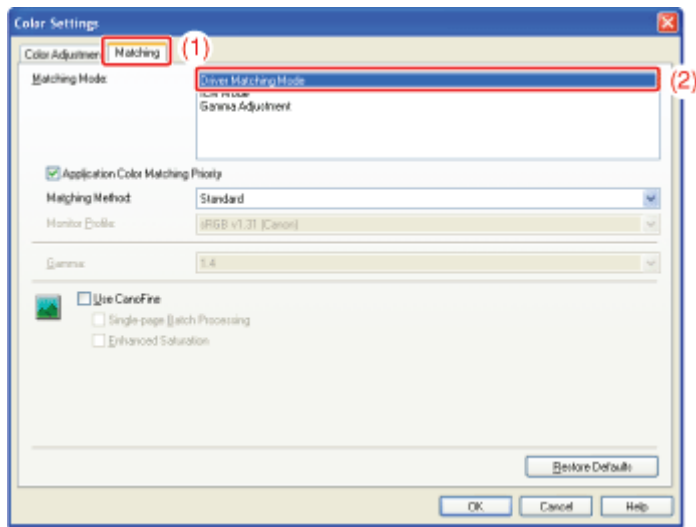 Color Settings
Color Adjustment Matching (1)
Matching Mode: Driver Matching Mode (2)
ICM Mode
Gamma Adjustment
Application Color Matching Priority
Matching Method: Standard
Monitor Profile: sRGB v1.31 (Canon)
Gamma: 1.4
Use CanoFine
Single-page Batch Processing
Enhanced Saturation
Restore Defaults
OK Cancel Help